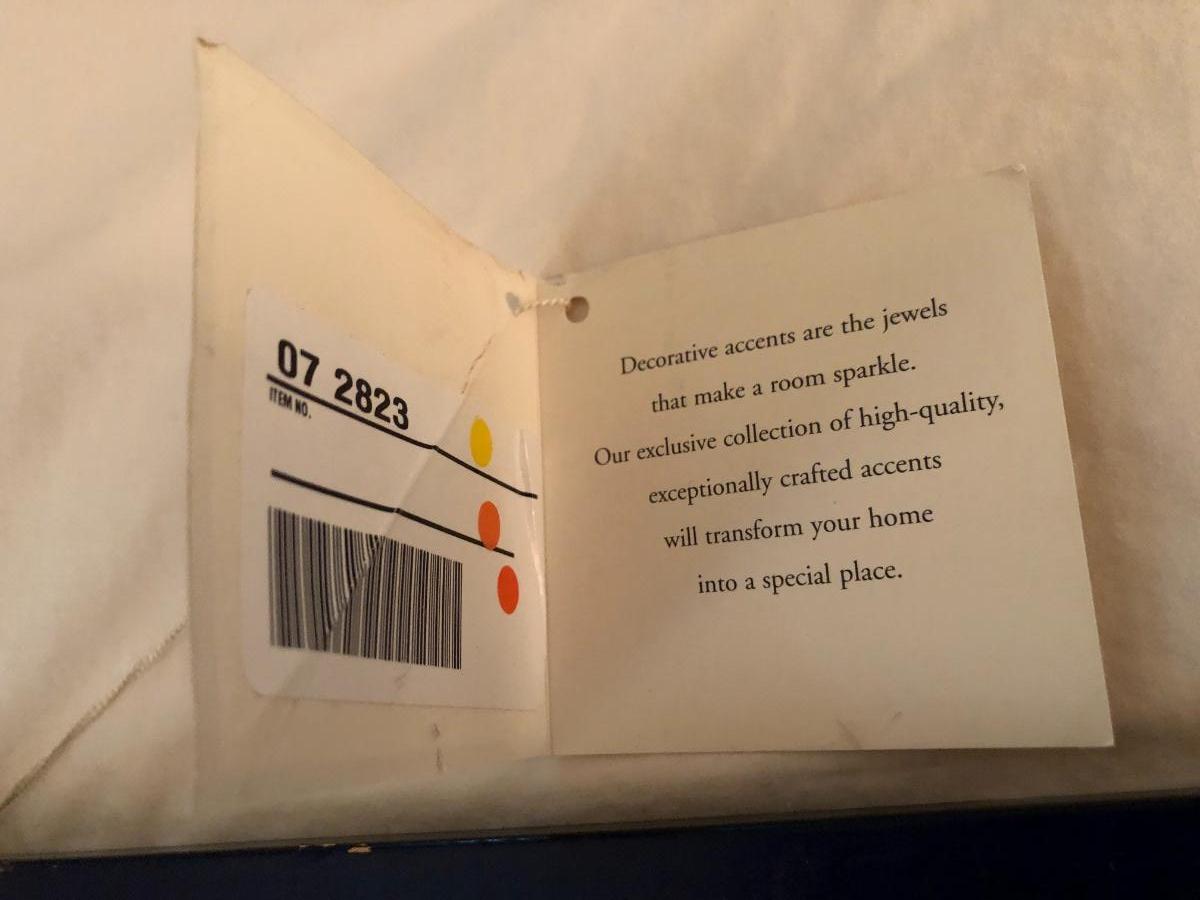 07 2823
ITEM NO.
Decorative accents are the jewels
that make a room sparkle.
Our exclusive collection of high-quality,
exceptionally crafted accents
will transform your home
into a special place.